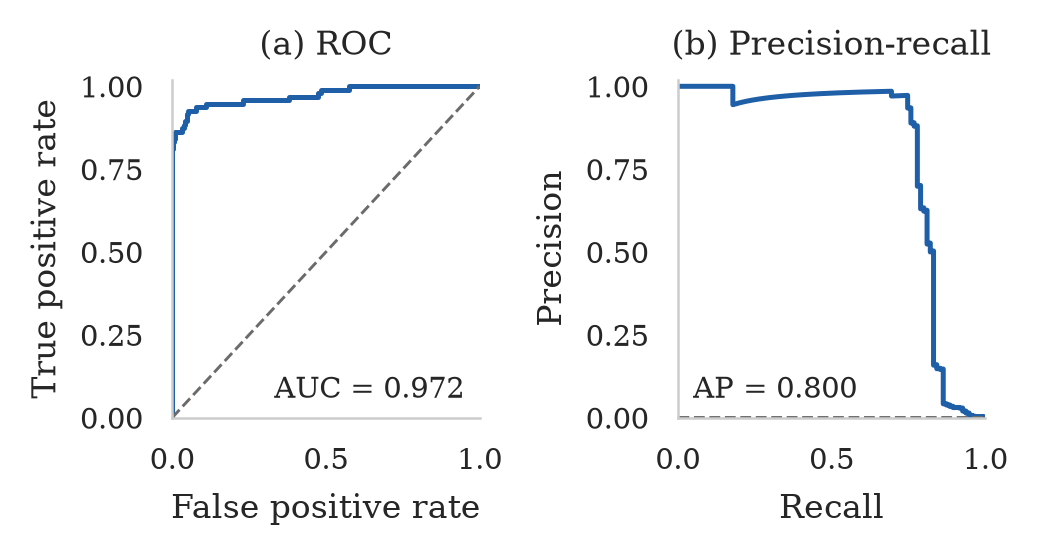 (a) ROC
True positive rate
1.00
0.75
0.50
0.25
0.00
AUC = 0.972
0.0 0.5 1.0
False positive rate
(b) Precision-recall
Precision
1.00
0.75
0.50
0.25
0.00
AP = 0.800
0.0 0.5 1.0
Recall